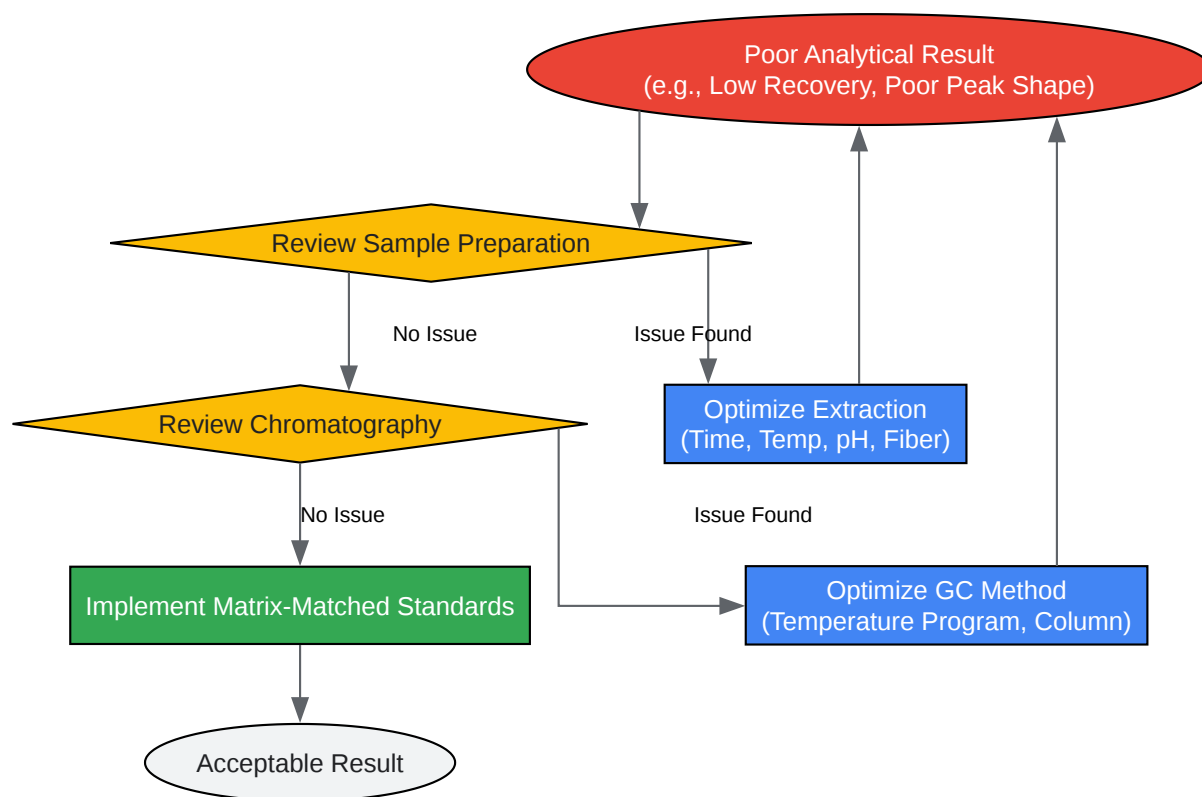 Poor Analytical Result
(e.g., Low Recovery, Poor Peak Shape)
Review Sample Preparation
No Issue
Issue Found
Optimize Extraction
(Time, Temp, pH, Fiber)
Review Chromatography
No Issue
Issue Found
Implement Matrix-Matched Standards
Optimize GC Method
(Temperature Program, Column)
Acceptable Result